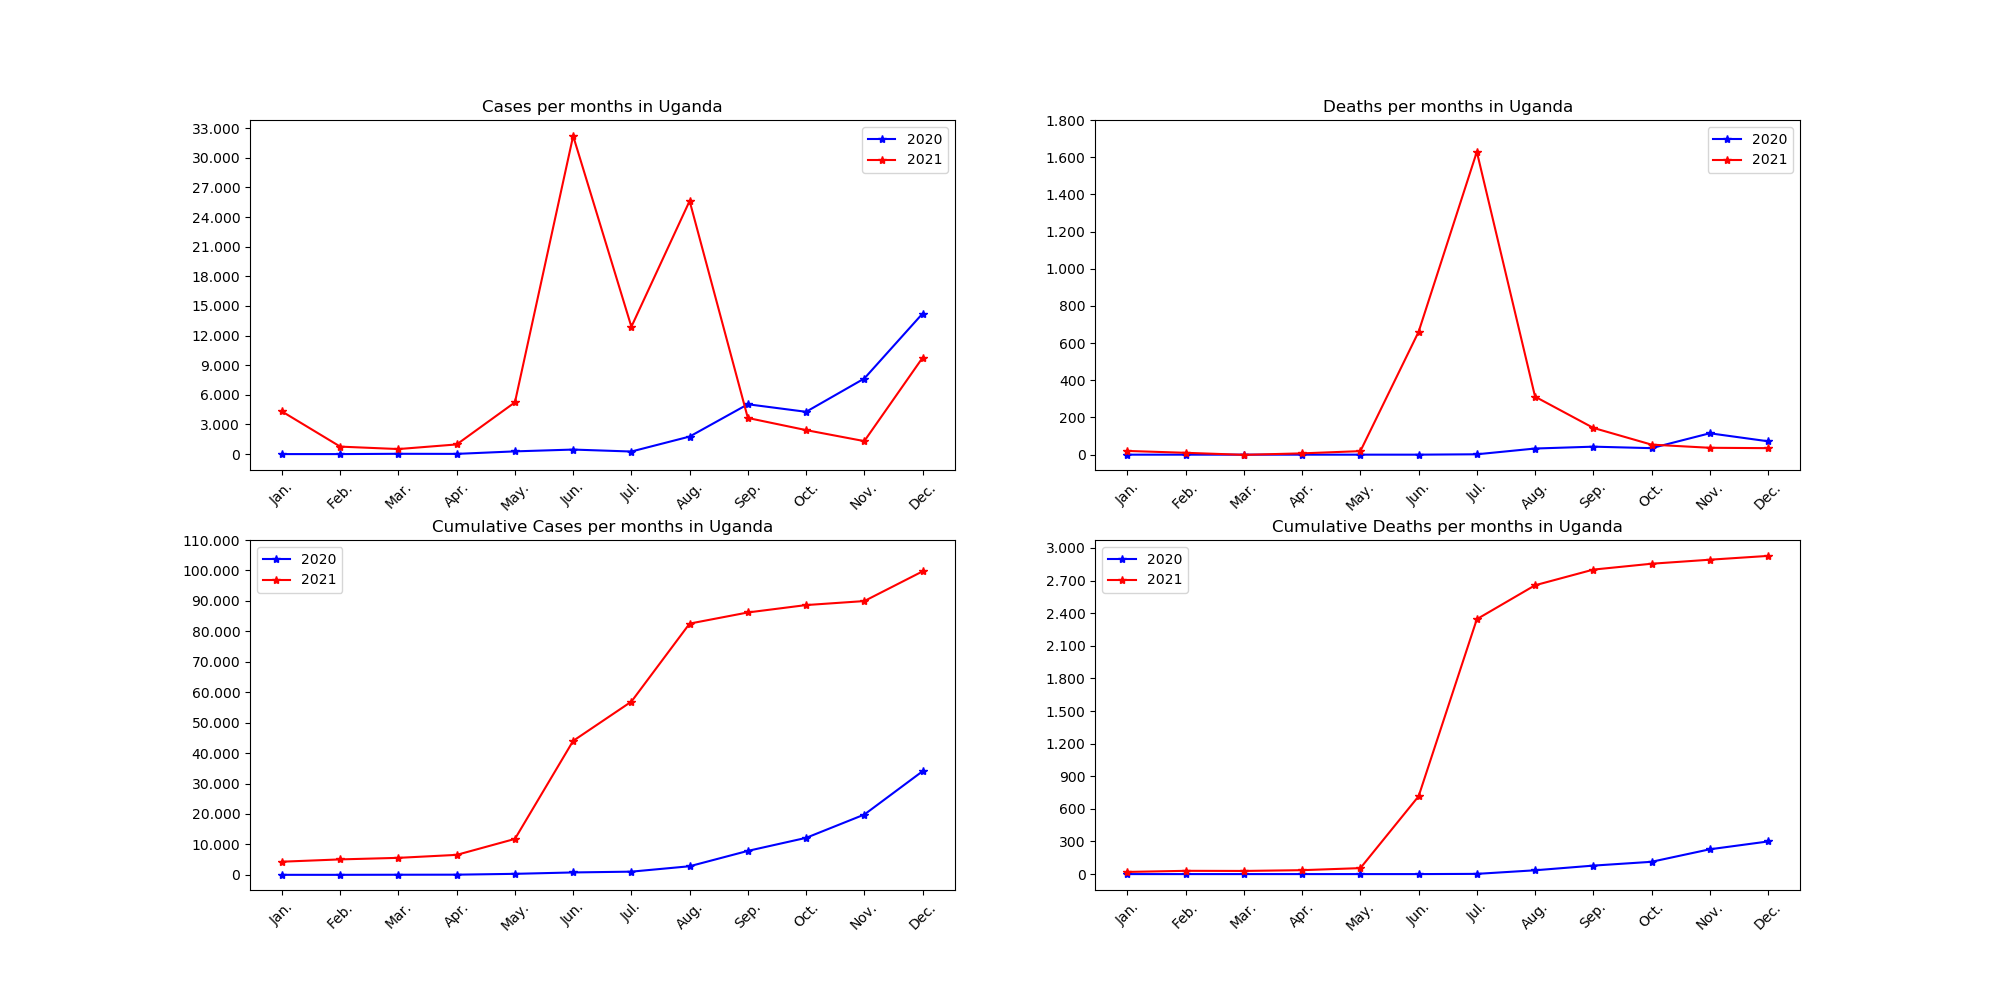 Cases per months in Uganda
33.000
30.000
27.000
24.000
21.000
18.000
15.000
12.000
9.000
6.000
3.000
0
2020
2021
Jan.
Feb.
Mar.
Apr.
May.
Jun.
Jul.
Aug.
Sep.
Oct.
Nov.
Dec.
Deaths per months in Uganda
1.800
1.600
1.400
1.200
1.000
800
600
400
200
0
2020
2021
Jan.
Feb.
Mar.
Apr.
May.
Jun.
Jul.
Aug.
Sep.
Oct.
Nov.
Dec.
Cumulative Cases per months in Uganda
110.000
100.000
90.000
80.000
70.000
60.000
50.000
40.000
30.000
20.000
10.000
0
2020
2021
Jan.
Feb.
Mar.
Apr.
May.
Jun.
Jul.
Aug.
Sep.
Oct.
Nov.
Dec.
Cumulative Deaths per months in Uganda
3.000
2.700
2.400
2.100
1.800
1.500
1.200
900
600
300
0
2020
2021
Jan.
Feb.
Mar.
Apr.
May.
Jun.
Jul.
Aug.
Sep.
Oct.
Nov.
Dec.